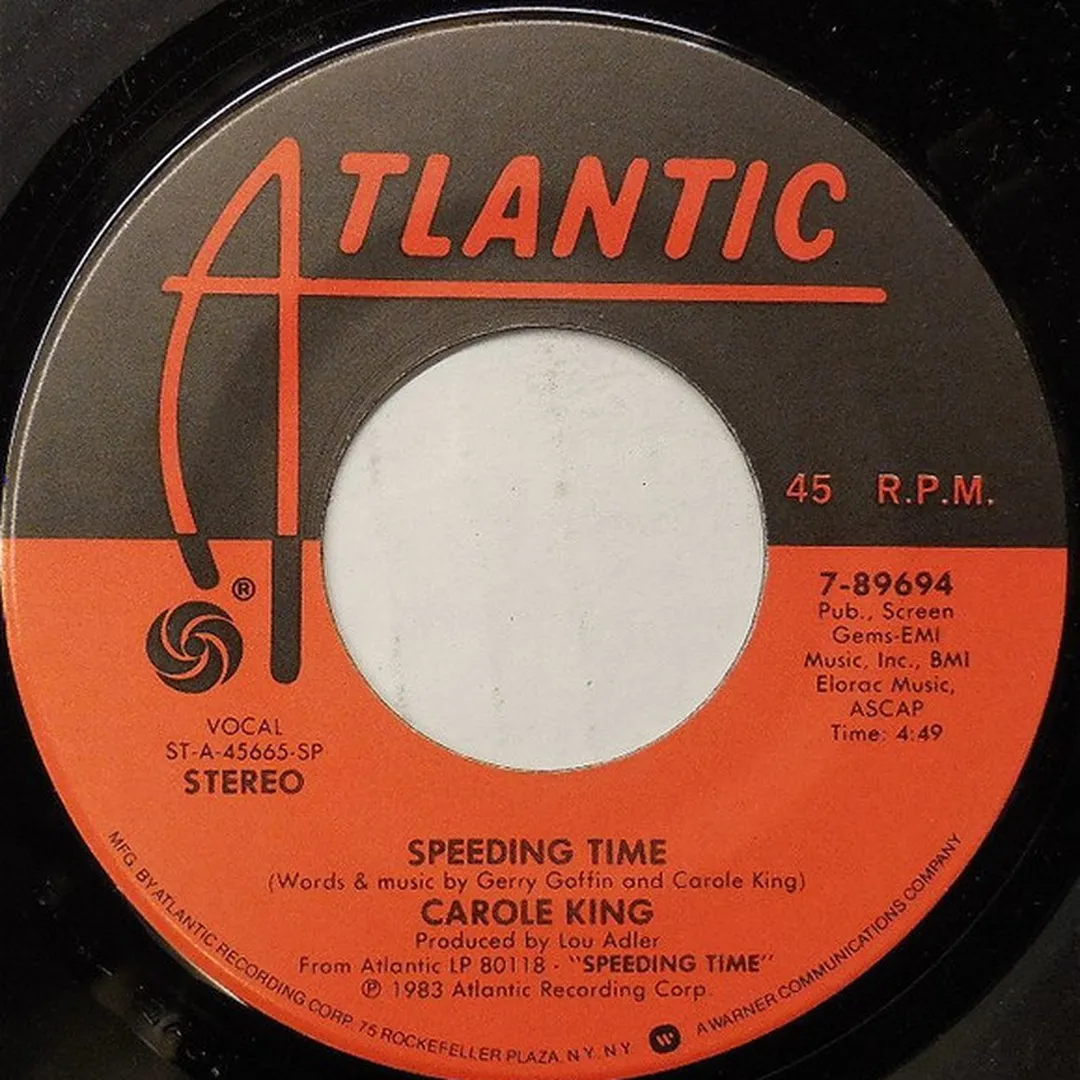 ATLANTIC
45 R.P.M.
®
7-89694
Pub., Screen
Gems-EMI
Music, Inc., BMI
Elorac Music,
ASCAP
Time: 4:49
VOCAL
ST-A-45665-SP
STEREO
SPEEDING TIME
(Words & music by Gerry Goffin and Carole King)
CAROLE KING
Produced by Lou Adler
From Atlantic LP 80118 - "SPEEDING TIME"
℗ 1983 Atlantic Recording Corp.
MFG. BY ATLANTIC RECORDING CORP. 75 ROCKEFELLER PLAZA, N.Y. N.Y. A WARNER COMMUNICATIONS COMPANY